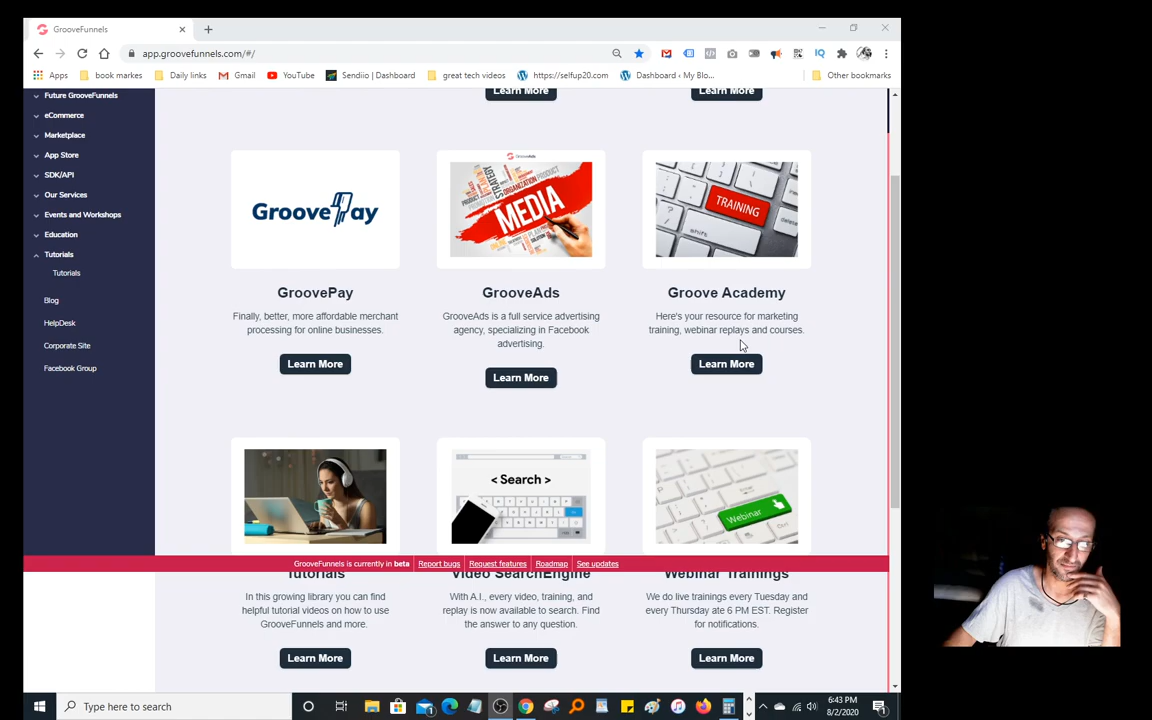 GrooveFunnels
app.groovefunnels.com/#/
Apps
book markes
Daily links
Gmail
YouTube
Sendiio | Dashboard
great tech videos
https://selfup20.com
Dashboard ‹ My Blo...
Other bookmarks
Future GrooveFunnels
eCommerce
Marketplace
App Store
SDK/API
Our Services
Events and Workshops
Education
Tutorials
Tutorials
Blog
HelpDesk
Corporate Site
Facebook Group
Learn More
Learn More
GroovePay
GrooveAds
STRATEGY
ORGANIZATION
PRODUCT
MEDIA
TRAINING
shift
GroovePay
GrooveAds
Groove Academy
Finally, better, more affordable merchant
processing for online businesses.
GrooveAds is a full service advertising
agency, specializing in Facebook
advertising.
Here's your resource for marketing
training, webinar replays and courses.
Learn More
Learn More
Learn More
< Search >
Webinar
GrooveFunnels is currently in beta Report bugs Request features Roadmap See updates
Tutorials
Video SearchEngine
Webinar Trainings
In this growing library you can find
helpful tutorial videos on how to use
GrooveFunnels and more.
With A.I., every video, training, and
replay is now available to search. Find
the answer to any question.
We do live trainings every Tuesday and
every Thursday ate 6 PM EST. Register
for notifications.
Learn More
Learn More
Learn More
Type here to search
6:43 PM
8/2/2020